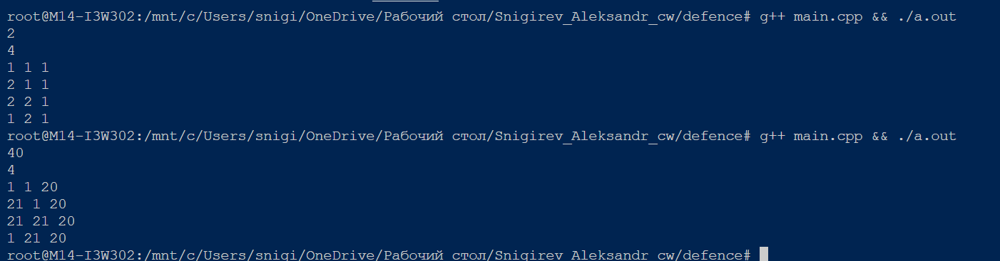 root@M14-I3W302:/mnt/c/Users/snigi/OneDrive/Рабочий стол/Snigirev_Aleksandr_cw/defence# g++ main.cpp && ./a.out
2
4
1 1 1
2 1 1
2 2 1
1 2 1
root@M14-I3W302:/mnt/c/Users/snigi/OneDrive/Рабочий стол/Snigirev_Aleksandr_cw/defence# g++ main.cpp && ./a.out
40
4
1 1 20
21 1 20
21 21 20
1 21 20
root@M14-I3W302:/mnt/c/Users/snigi/OneDrive/Рабочий стол/Snigirev_Aleksandr_cw/defence#